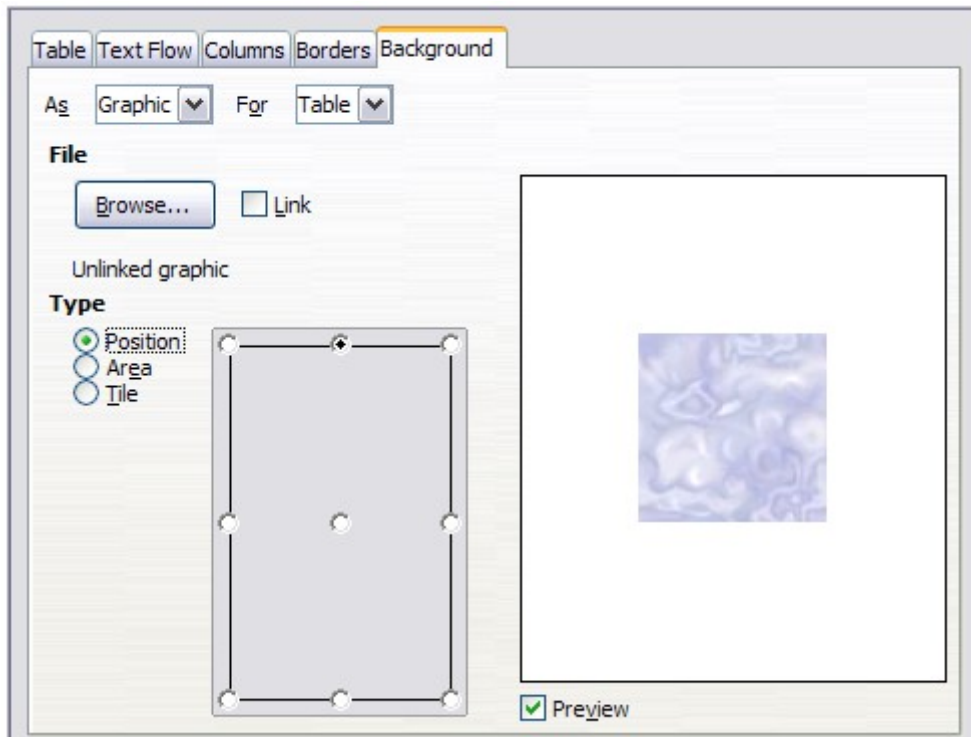 Table Text Flow Columns Borders Background
As Graphic For Table
File
Browse... Link
Unlinked graphic
Type
Position
Area
Tile
Preview